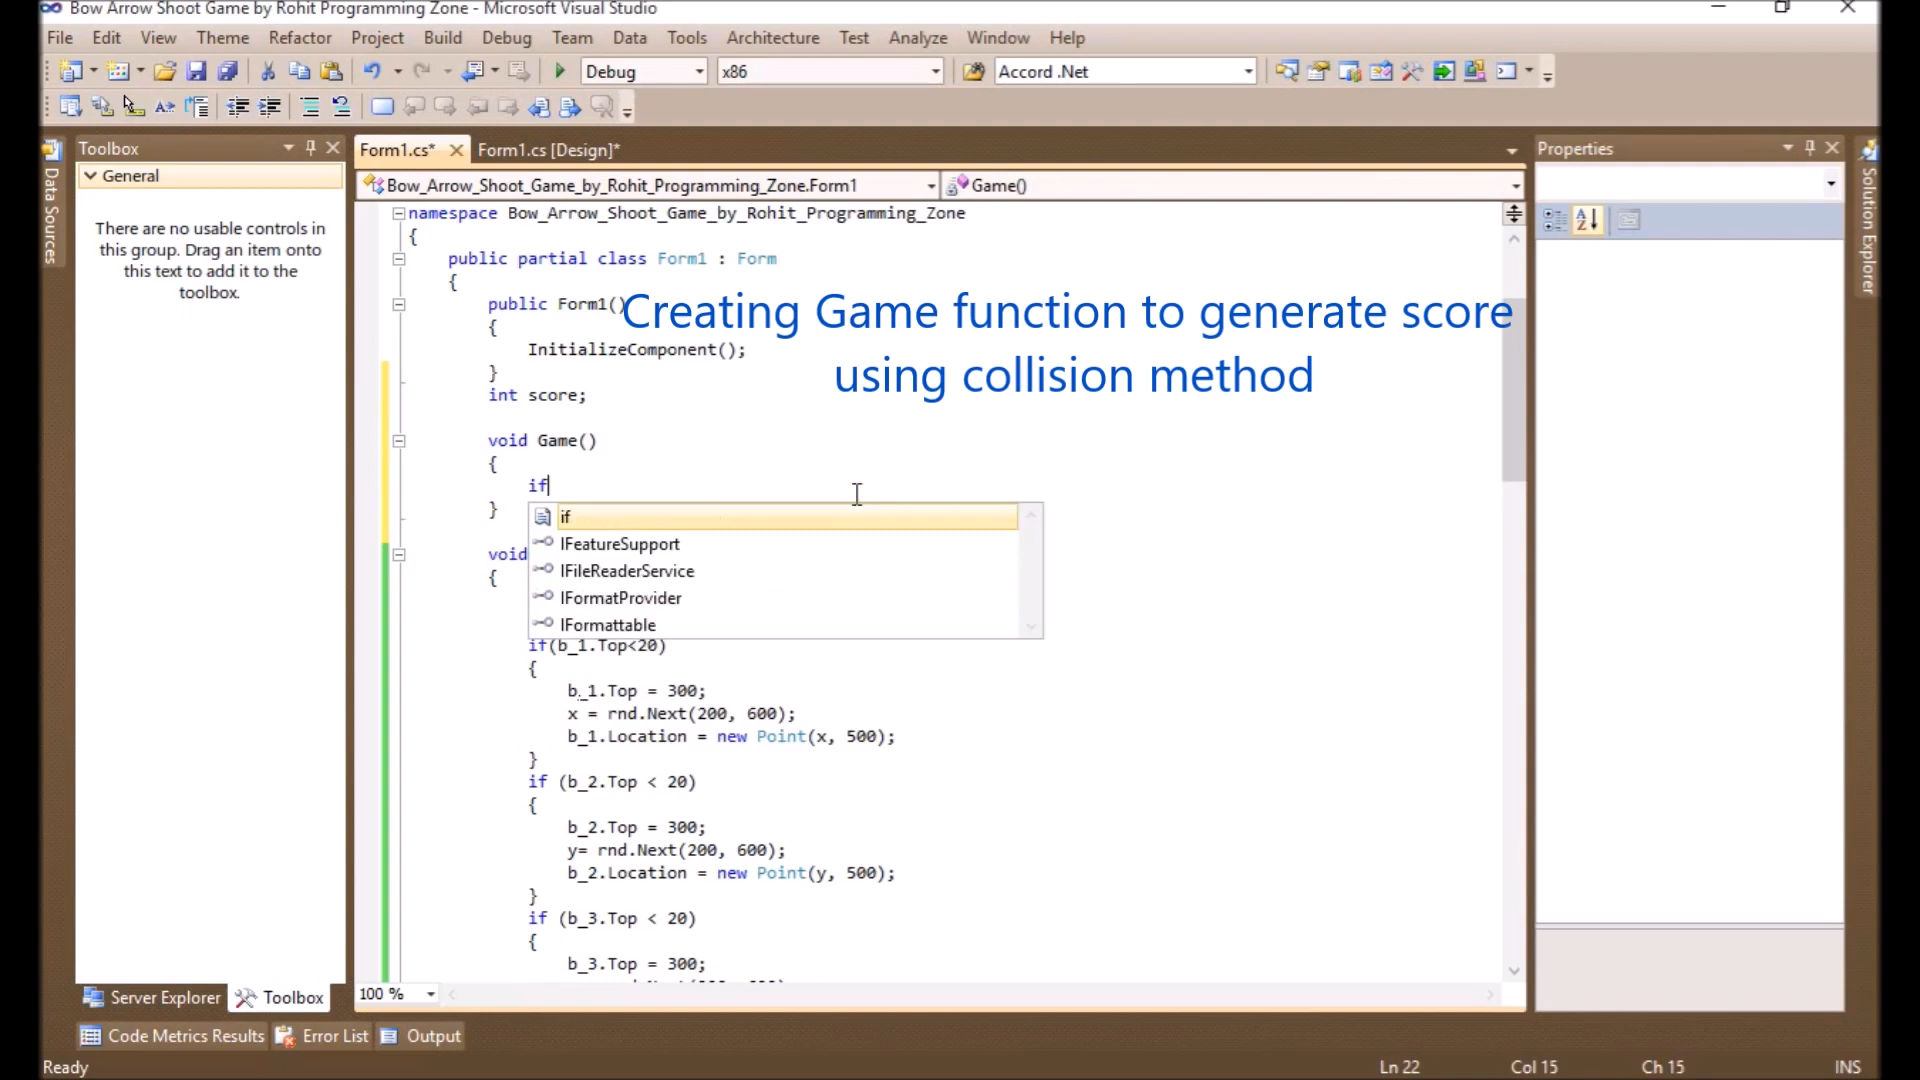 Bow Arrow Shoot Game by Rohit Programming Zone - Microsoft Visual Studio
File Edit View Theme Refactor Project Build Debug Team Data Tools Architecture Test Analyze Window Help
Debug x86 Accord .Net
Toolbox
Form1.cs* Form1.cs [Design]*
Properties
General
Bow_Arrow_Shoot_Game_by_Rohit_Programming_Zone.Form1 Game()
Data Sources
Solution Explorer
There are no usable controls in
this group. Drag an item onto
this text to add it to the
toolbox.
namespace Bow_Arrow_Shoot_Game_by_Rohit_Programming_Zone
{
public partial class Form1 : Form
{
public Form1()
{
InitializeComponent();
}
int score;
Creating Game function to generate score
using collision method
void Game()
{
if
}
if
IFeatureSupport
IFileReaderService
IFormatProvider
IFormattable
void
{
if(b_1.Top<20)
{
b_1.Top = 300;
x = rnd.Next(200, 600);
b_1.Location = new Point(x, 500);
}
if (b_2.Top < 20)
{
b_2.Top = 300;
y= rnd.Next(200, 600);
b_2.Location = new Point(y, 500);
}
if (b_3.Top < 20)
{
b_3.Top = 300;
100 %
Server Explorer Toolbox
Code Metrics Results Error List Output
Ready Ln 22 Col 15 Ch 15 INS